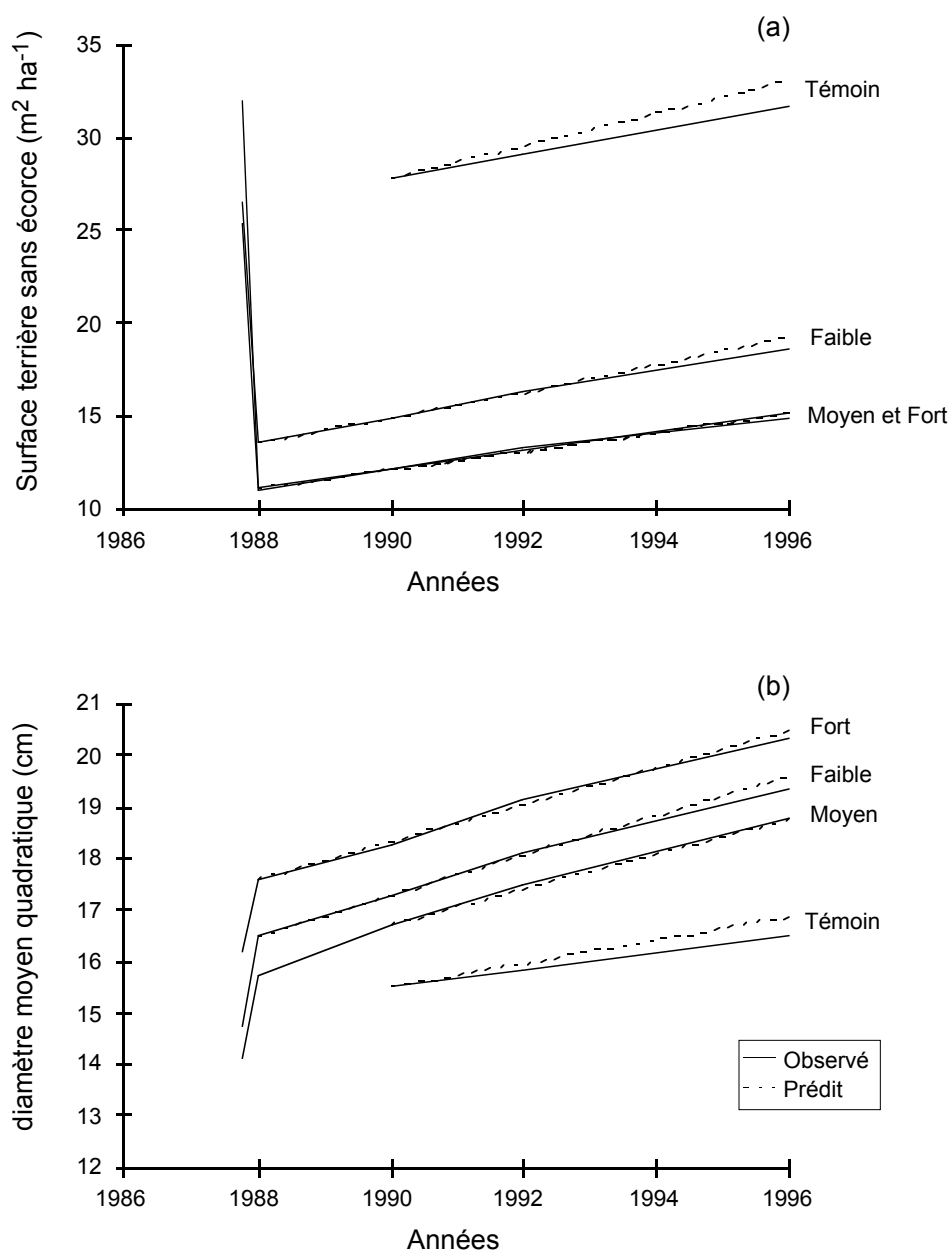 (a)
Surface terrière sans écorce (m² ha⁻¹)
35
30
25
20
15
10
Témoin
Faible
Moyen et Fort
1986 1988 1990 1992 1994 1996
Années
(b)
diamètre moyen quadratique (cm)
21
20
19
18
17
16
15
14
13
12
Fort
Faible
Moyen
Témoin
Observé
Prédit
1986 1988 1990 1992 1994 1996
Années